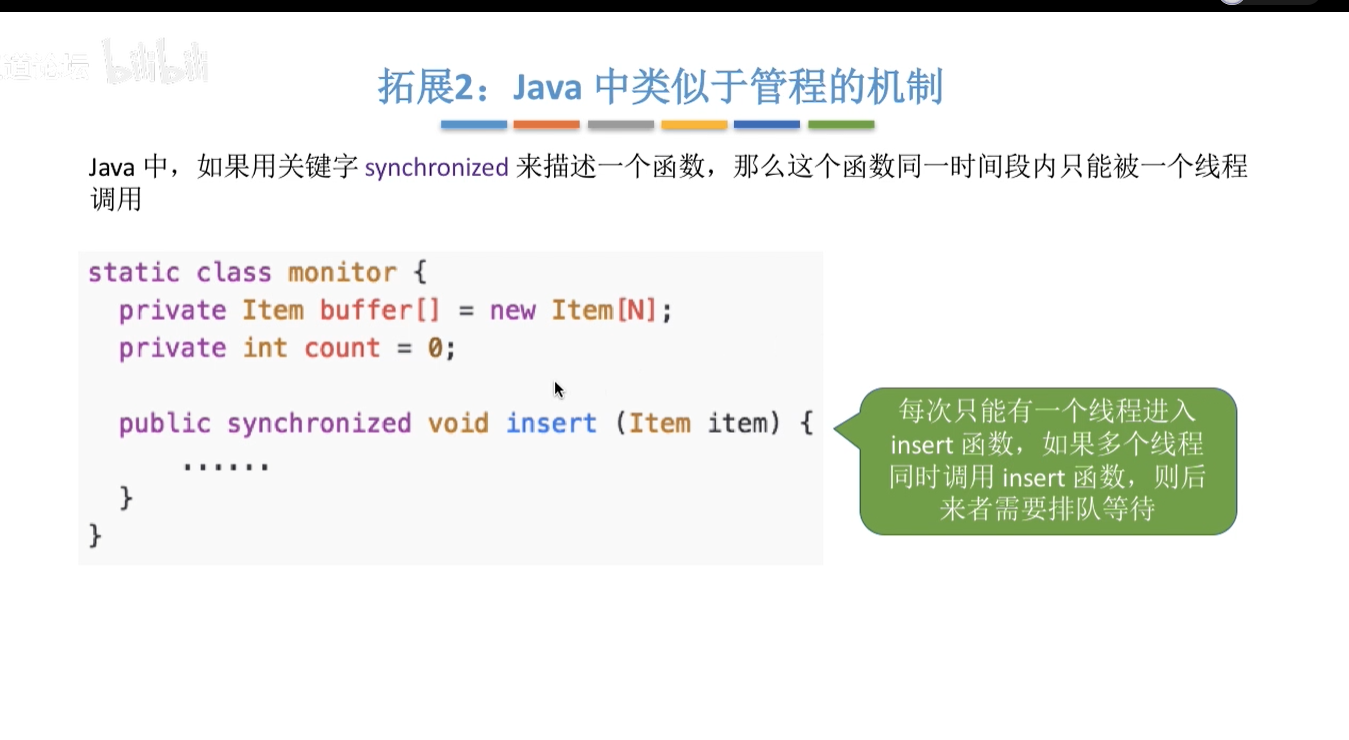 bilibili
拓展2：Java 中类似于管程的机制
Java 中，如果用关键字 synchronized 来描述一个函数，那么这个函数同一时间段内只能被一个线程
调用
static class monitor {
private Item buffer[] = new Item[N];
private int count = 0;
public synchronized void insert (Item item) {
......
}
}
每次只能有一个线程进入
insert 函数，如果多个线程
同时调用 insert 函数，则后
来者需要排队等待